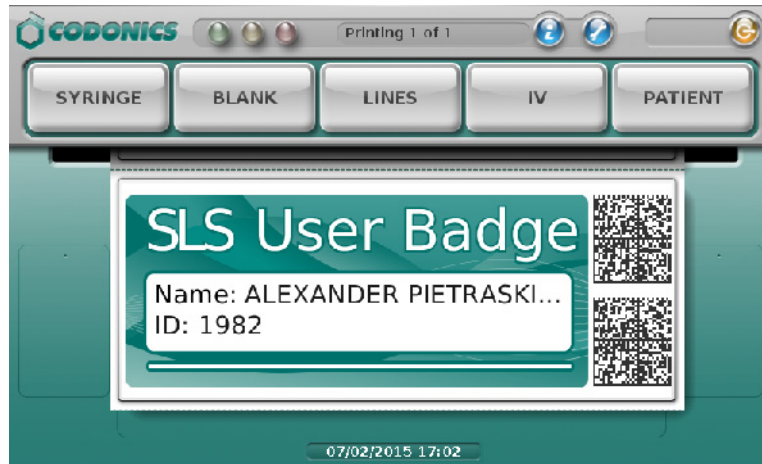 CODONICS
Printing 1 of 1
SYRINGE
BLANK
LINES
IV
PATIENT
SLS User Badge
Name: ALEXANDER PIETRASKI...
ID: 1982
07/02/2015 17:02